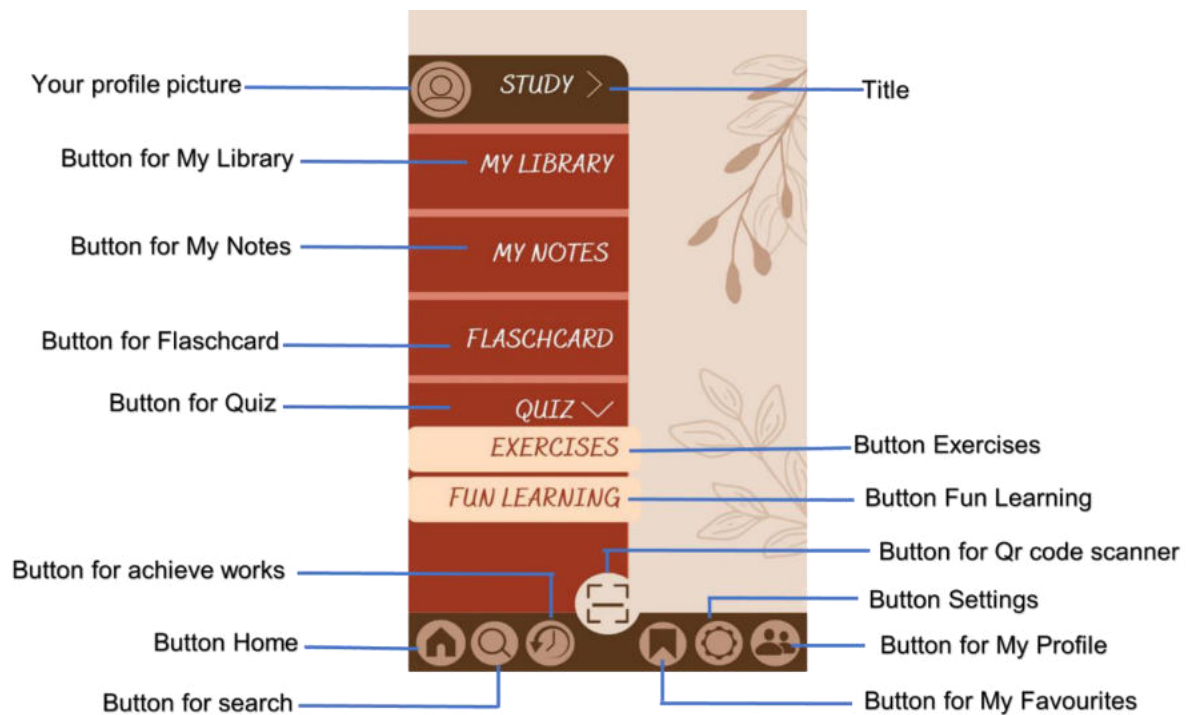 Your profile picture
STUDY >
Title
Button for My Library
MY LIBRARY
Button for My Notes
MY NOTES
Button for Flaschcard
FLASCHCARD
Button for Quiz
QUIZ
EXERCISES
Button Exercises
FUN LEARNING
Button Fun Learning
Button for Qr code scanner
Button for achieve works
Button Settings
Button Home
Button for My Profile
Button for search
Button for My Favourites